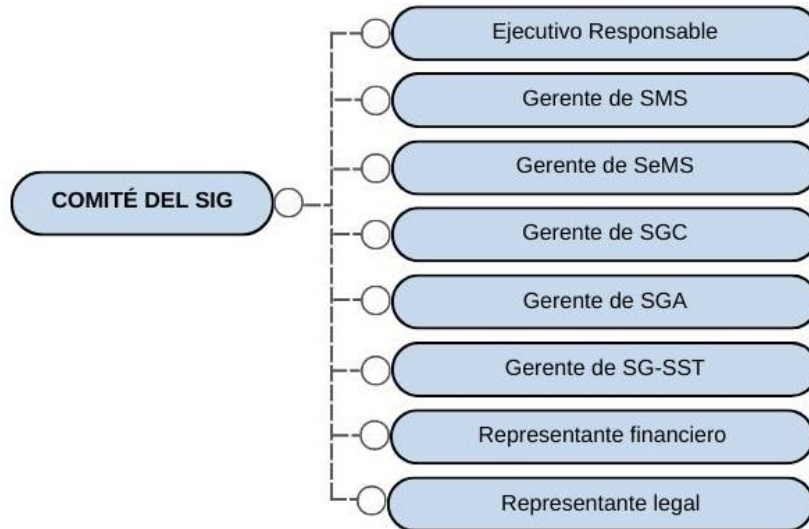 Ejecutivo Responsable
Gerente de SMS
Gerente de SeMS
COMITÉ DEL SIG
Gerente de SGC
Gerente de SGA
Gerente de SG-SST
Representante financiero
Representante legal